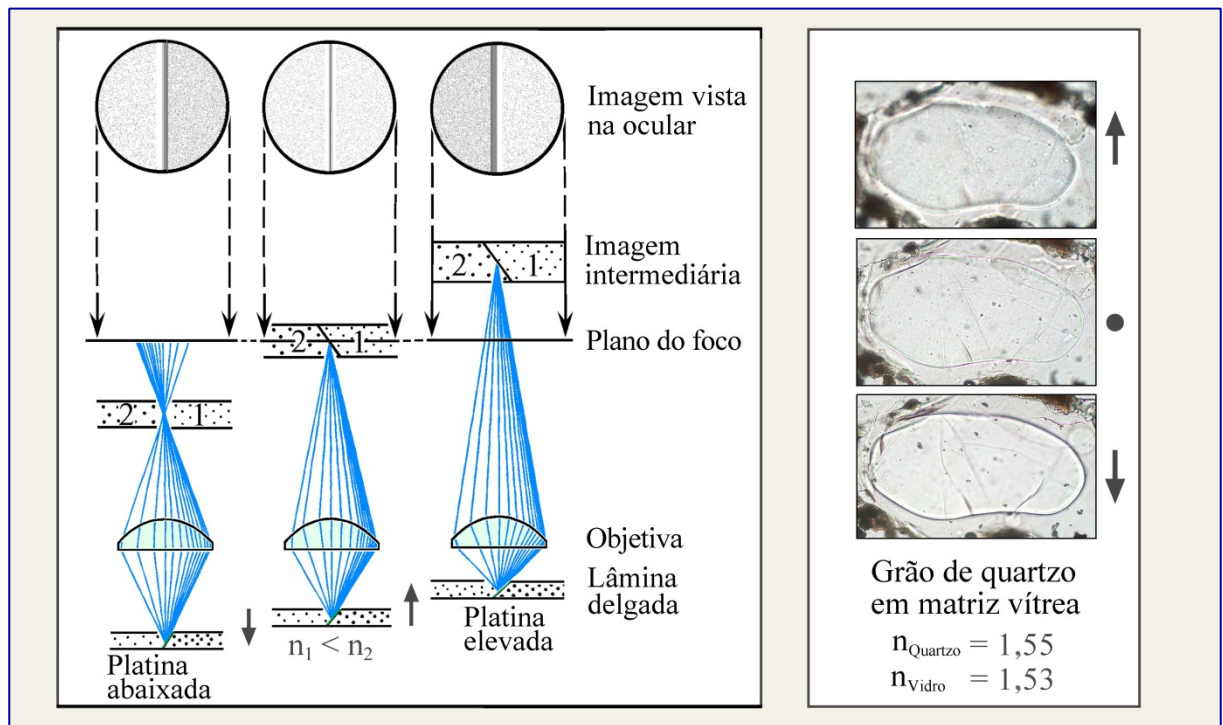 Imagem vista
na ocular
Imagem
intermediária
2 1
Plano do foco
2 1
2 1
Objetiva
Lâmina
delgada
Platina
elevada
n₁ < n₂
Platina
abaixada
Grão de quartzo
em matriz vítrea
nQuartzo = 1,55
nVidro = 1,53